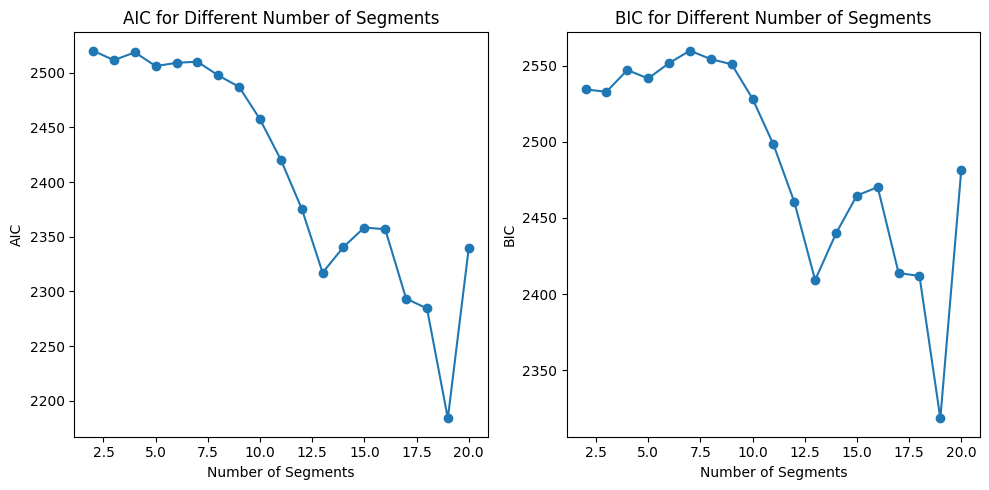 AIC for Different Number of Segments
2500
2450
2400
2350
2300
2250
2200
AIC
2.5 5.0 7.5 10.0 12.5 15.0 17.5 20.0
Number of Segments
BIC for Different Number of Segments
2550
2500
2450
2400
2350
BIC
2.5 5.0 7.5 10.0 12.5 15.0 17.5 20.0
Number of Segments